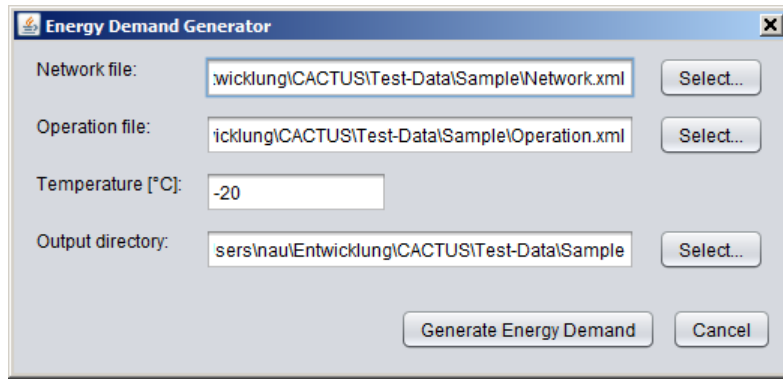 Energy Demand Generator
Network file: wicklung\CACTUS\Test-Data\Sample\Network.xml Select...
Operation file: icklung\CACTUS\Test-Data\Sample\Operation.xml Select...
Temperature [°C]: -20
Output directory: sers\nau\Entwicklung\CACTUS\Test-Data\Sample Select...
Generate Energy Demand Cancel